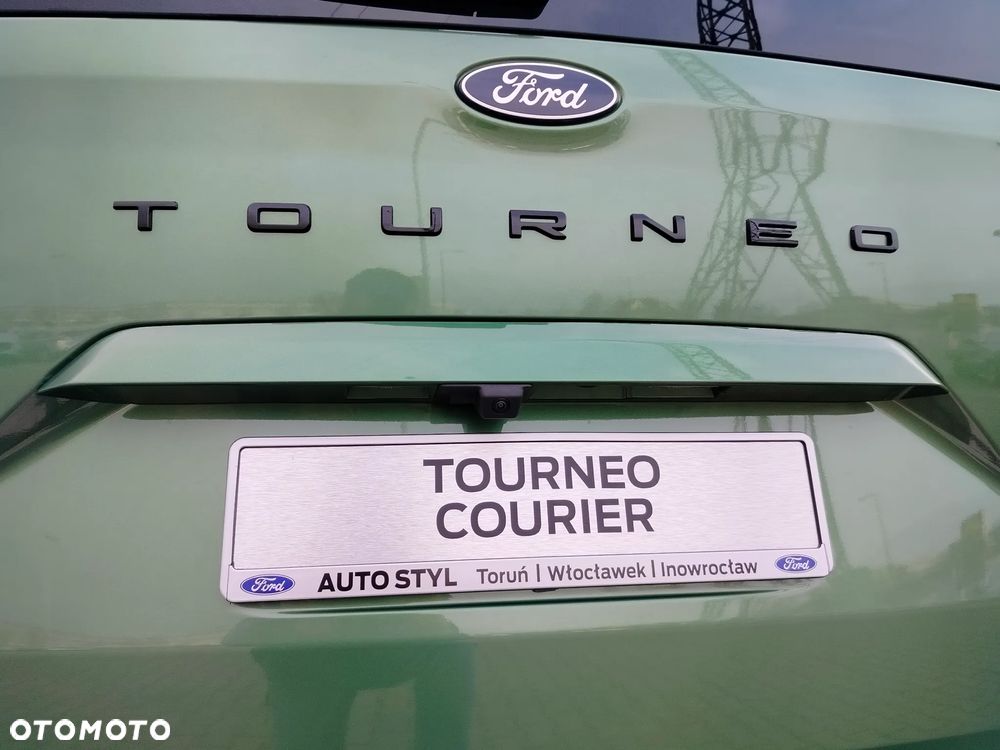 Ford
TOURNEO
TOURNEO
COURIER
Ford AUTO STYL Toruń | Włocławek | Inowrocław Ford
OTOMOTO